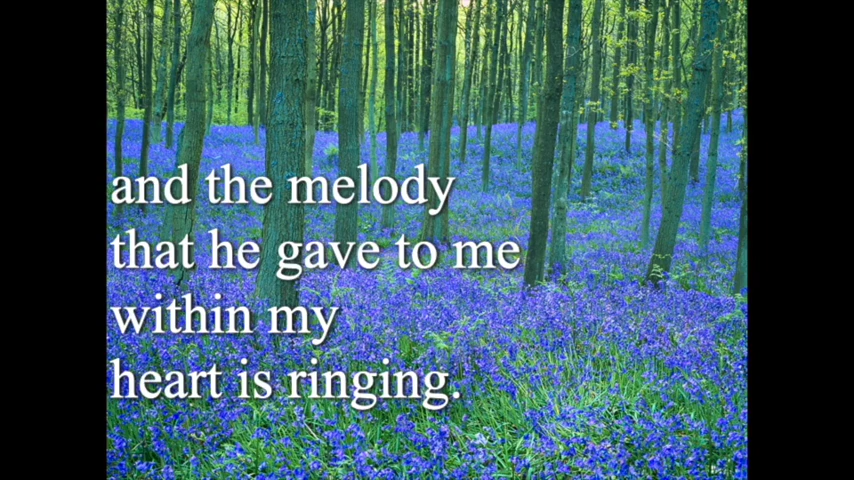 and the melody
that he gave to me
within my
heart is ringing.